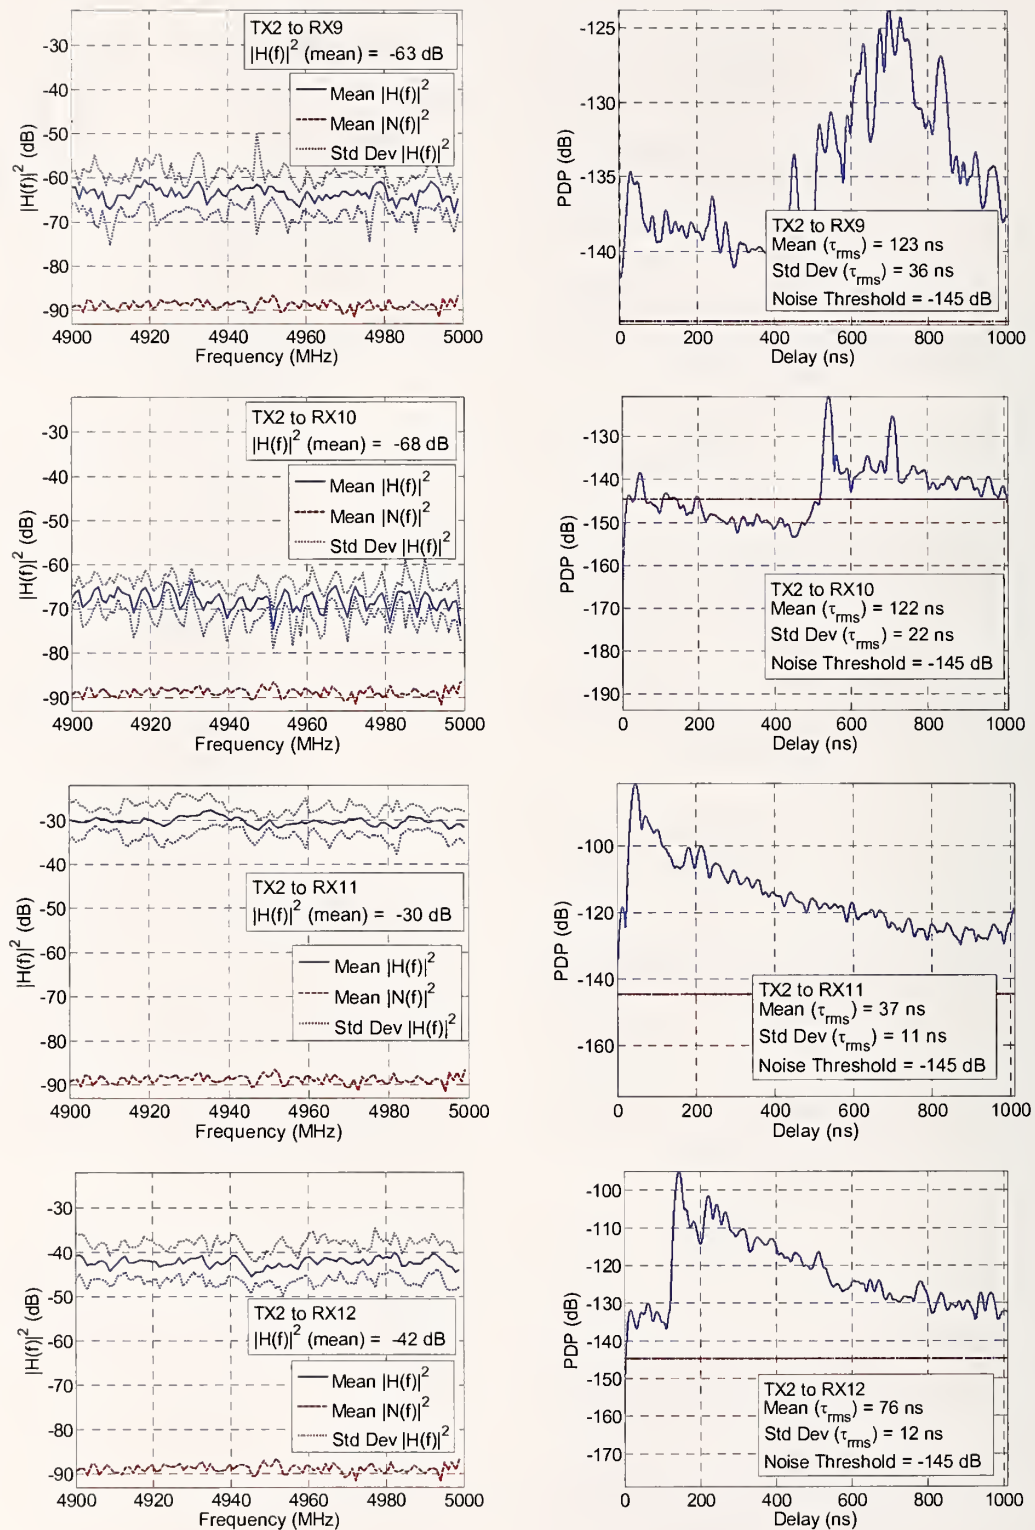 TX2 to RX9
|H(f)|² (mean) = -63 dB
Mean |H(f)|²
Mean |N(f)|²
Std Dev |H(f)|²
|H(f)|² (dB)
-20
-30
-40
-50
-60
-70
-80
-90
4900 4920 4940 4960 4980 5000
Frequency (MHz)
PDP (dB)
-125
-130
-135
-140
TX2 to RX9
Mean (τrms) = 123 ns
Std Dev (τrms) = 36 ns
Noise Threshold = -145 dB
0 200 400 600 800 1000
Delay (ns)
TX2 to RX10
|H(f)|² (mean) = -68 dB
Mean |H(f)|²
Mean |N(f)|²
Std Dev |H(f)|²
|H(f)|² (dB)
-30
-40
-50
-60
-70
-80
-90
4900 4920 4940 4960 4980 5000
Frequency (MHz)
PDP (dB)
-130
-140
-150
-160
-170
-180
-190
TX2 to RX10
Mean (τrms) = 122 ns
Std Dev (τrms) = 22 ns
Noise Threshold = -145 dB
0 200 400 600 800 1000
Delay (ns)
|H(f)|² (dB)
-30
-40
-50
-60
-70
-80
-90
TX2 to RX11
|H(f)|² (mean) = -30 dB
Mean |H(f)|²
Mean |N(f)|²
Std Dev |H(f)|²
4900 4920 4940 4960 4980 5000
Frequency (MHz)
PDP (dB)
-100
-120
-140
-160
TX2 to RX11
Mean (τrms) = 37 ns
Std Dev (τrms) = 11 ns
Noise Threshold = -145 dB
0 200 400 600 800 1000
Delay (ns)
|H(f)|² (dB)
-30
-40
-50
-60
-70
-80
-90
TX2 to RX12
|H(f)|² (mean) = -42 dB
Mean |H(f)|²
Mean |N(f)|²
Std Dev |H(f)|²
4900 4920 4940 4960 4980 5000
Frequency (MHz)
PDP (dB)
-100
-110
-120
-130
-140
-150
-160
-170
TX2 to RX12
Mean (τrms) = 76 ns
Std Dev (τrms) = 12 ns
Noise Threshold = -145 dB
0 200 400 600 800 1000
Delay (ns)